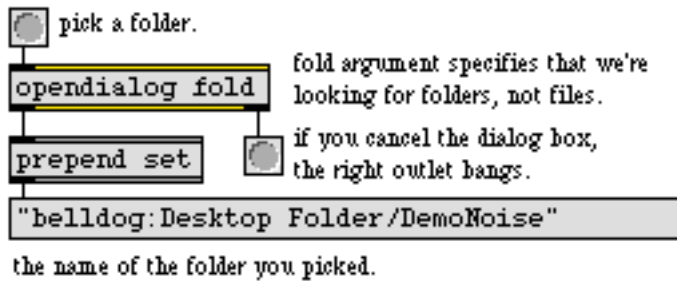 pick a folder.
opendialog fold
fold argument specifies that we're
looking for folders, not files.
prepend set
if you cancel the dialog box,
the right outlet bangs.
"belldog:Desktop Folder/DemoNoise"
the name of the folder you picked.